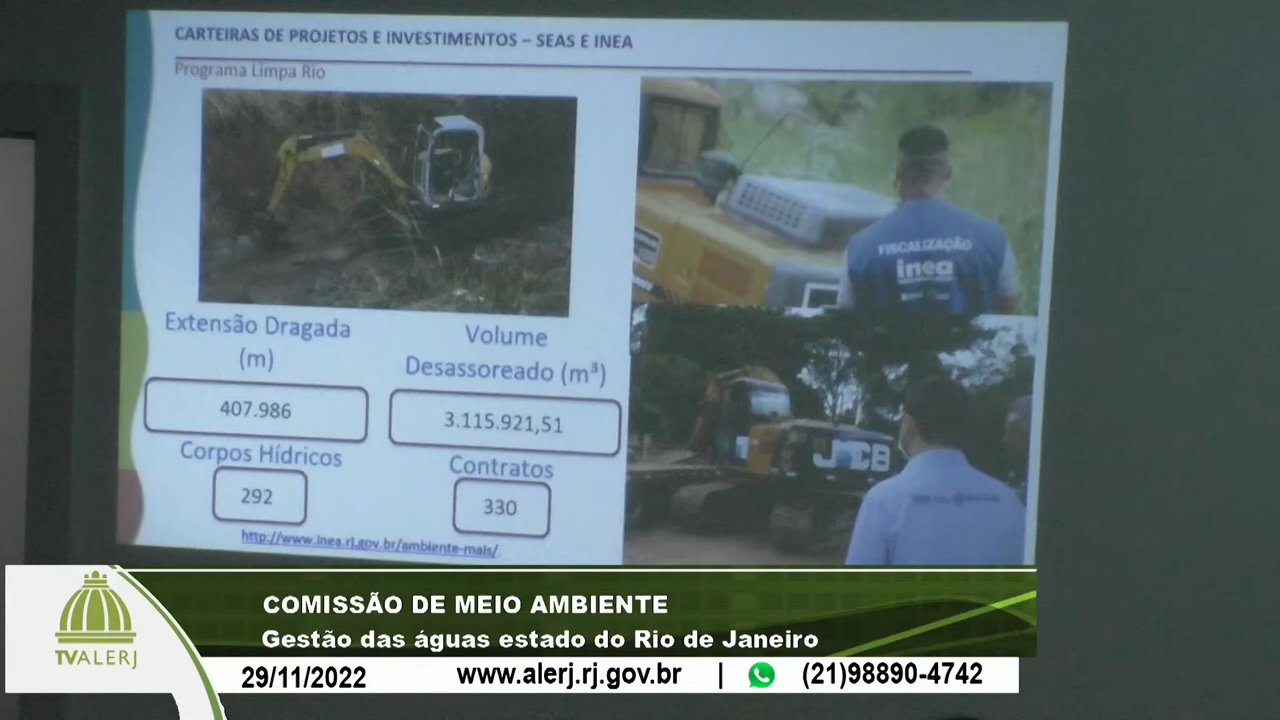 CARTEIRAS DE PROJETOS E INVESTIMENTOS – SEAS E INEA
Programa Limpa Rio
FISCALIZAÇÃO
inea
Extensão Dragada
(m)
Volume
Desassoreado (m³)
407.986
3.115.921,51
JCB
Corpos Hídricos
Contratos
292
330
http://www.inea.rj.gov.br/ambiente-mais/.
COMISSÃO DE MEIO AMBIENTE
Gestão das águas estado do Rio de Janeiro
TVALERJ
29/11/2022
www.alerj.rj.gov.br | (21)98890-4742